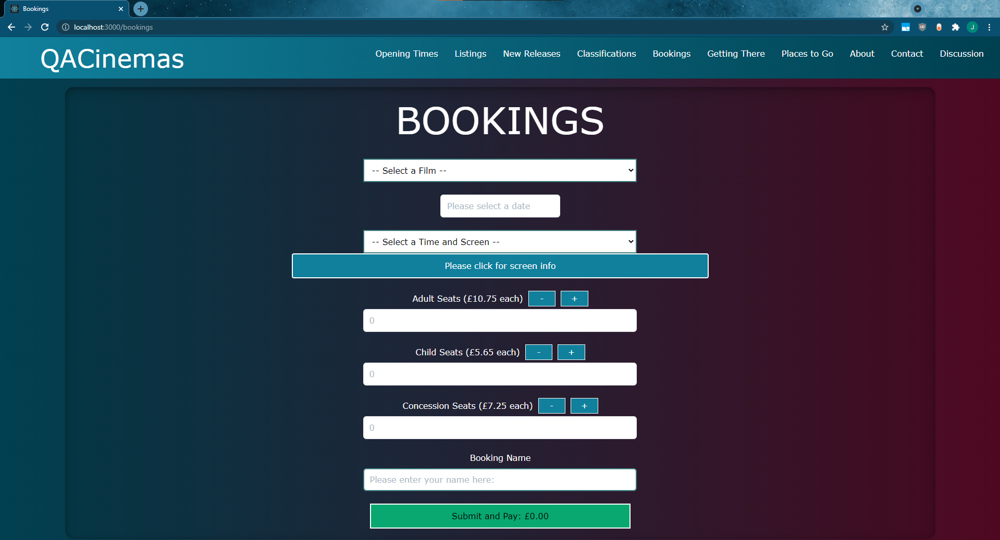 Bookings
localhost:3000/bookings
J
QACinemas
Opening Times Listings New Releases Classifications Bookings Getting There Places to Go About Contact Discussion
BOOKINGS
-- Select a Film --
Please select a date
-- Select a Time and Screen --
Please click for screen info
Adult Seats (£10.75 each) - +
0
Child Seats (£5.65 each) - +
0
Concession Seats (£7.25 each) - +
0
Booking Name
Please enter your name here:
Submit and Pay: £0.00